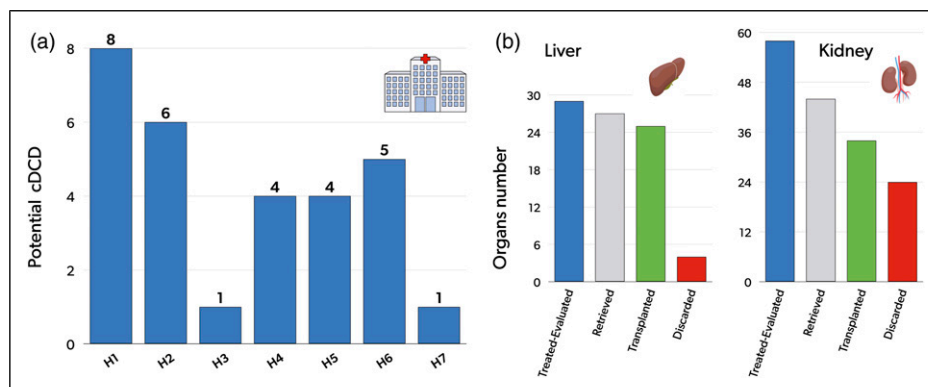 (a)
Potential cDCD
8
6
4
2
0
8
6
1
4
4
5
1
H1
H2
H3
H4
H5
H6
H7
(b)
Organs number
Liver
30
24
18
12
6
0
Treated-Evaluated
Retrieved
Transplanted
Discarded
Kidney
60
48
36
24
12
0
Treated-Evaluated
Retrieved
Transplanted
Discarded